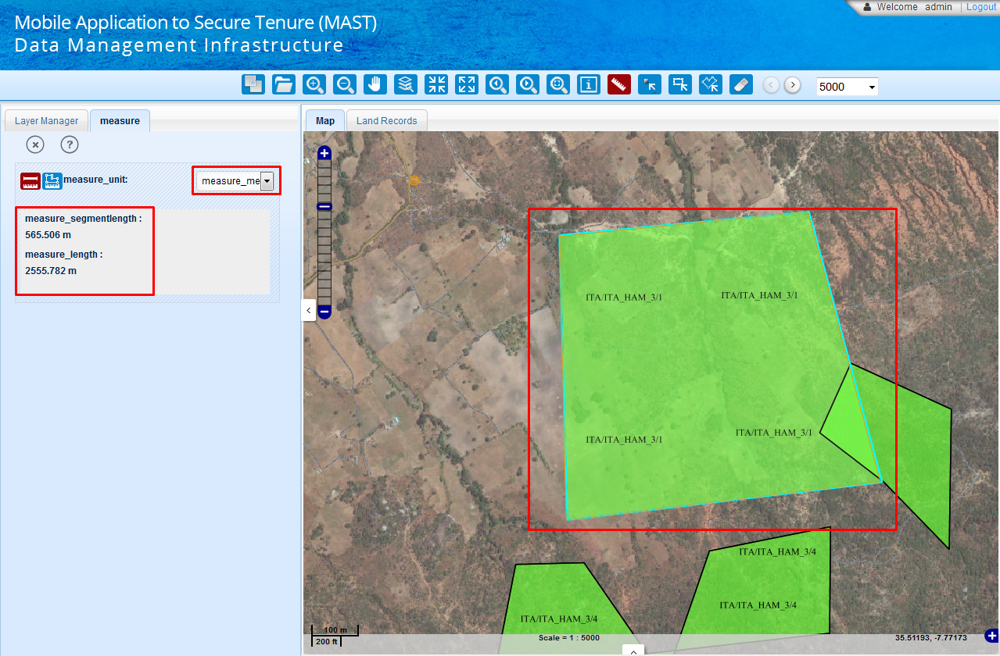 Welcome admin | Logout
Mobile Application to Secure Tenure (MAST)
Data Management Infrastructure
5000
Layer Manager
measure
Map
Land Records
?
measure_unit:
measure_me
measure_segmentlength :
565.506 m
measure_length :
2555.782 m
ITA/ITA_HAM_3/1
ITA/ITA_HAM_3/1
ITA/ITA_HAM_3/1
ITA/ITA_HAM_3/1
ITA/ITA_HAM_3/4
ITA/ITA_HAM_3/4
ITA/ITA_HAM_3/4
100 m
200 ft
Scale = 1 : 5000
35.51193, -7.77173